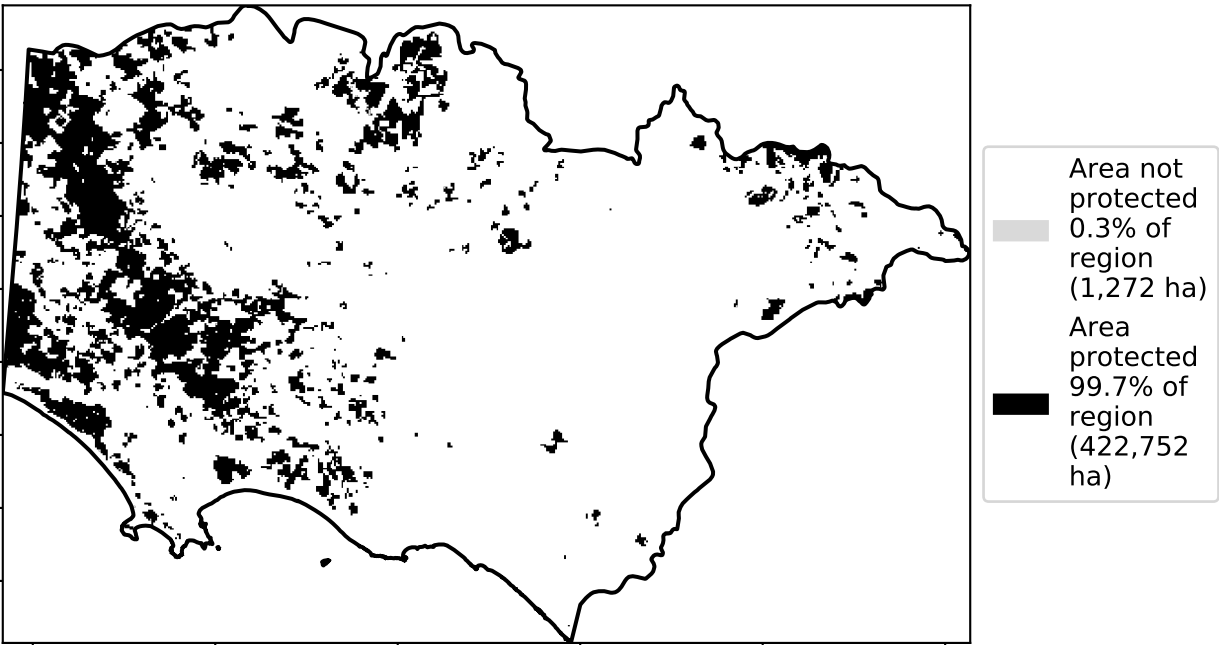 Area not
protected
0.3% of
region
(1,272 ha)
Area
protected
99.7% of
region
(422,752
ha)